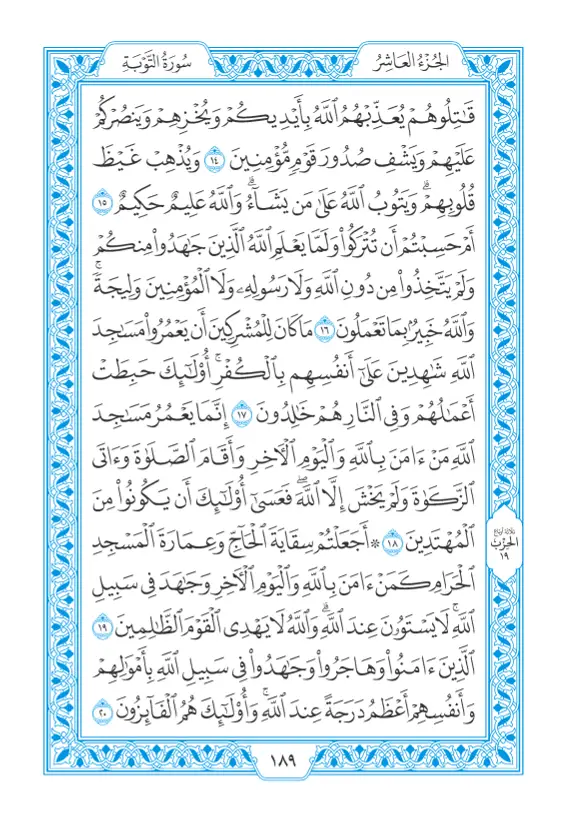 سُورَةُ التَّوۡبَةِ
الجُزۡءُ العَاشِرُ
قَٰتِلُوهُمۡ يُعَذِّبۡهُمُ ٱللَّهُ بِأَيۡدِيكُمۡ وَيُخۡزِهِمۡ وَيَنصُرۡكُمۡ
عَلَيۡهِمۡ وَيَشۡفِ صُدُورَ قَوۡمٖ مُّؤۡمِنِينَ ١٤ وَيُذۡهِبۡ غَيۡظَ
قُلُوبِهِمۡۗ وَيَتُوبُ ٱللَّهُ عَلَىٰ مَن يَشَآءُۗ وَٱللَّهُ عَلِيمٌ حَكِيمٌ ١٥
أَمۡ حَسِبۡتُمۡ أَن تُتۡرَكُواْ وَلَمَّا يَعۡلَمِ ٱللَّهُ ٱلَّذِينَ جَٰهَدُواْ مِنكُمۡ
وَلَمۡ يَتَّخِذُواْ مِن دُونِ ٱللَّهِ وَلَا رَسُولِهِۦ وَلَا ٱلۡمُؤۡمِنِينَ وَلِيجَةٗۚ
وَٱللَّهُ خَبِيرُۢ بِمَا تَعۡمَلُونَ ١٦ مَا كَانَ لِلۡمُشۡرِكِينَ أَن يَعۡمُرُواْ مَسَٰجِدَ
ٱللَّهِ شَٰهِدِينَ عَلَىٰٓ أَنفُسِهِم بِٱلۡكُفۡرِۚ أُوْلَٰٓئِكَ حَبِطَتۡ
أَعۡمَٰلُهُمۡ وَفِي ٱلنَّارِ هُمۡ خَٰلِدُونَ ١٧ إِنَّمَا يَعۡمُرُ مَسَٰجِدَ
ٱللَّهِ مَنۡ ءَامَنَ بِٱللَّهِ وَٱلۡيَوۡمِ ٱلۡأٓخِرِ وَأَقَامَ ٱلصَّلَوٰةَ وَءَاتَى
ٱلزَّكَوٰةَ وَلَمۡ يَخۡشَ إِلَّا ٱللَّهَۖ فَعَسَىٰٓ أُوْلَٰٓئِكَ أَن يَكُونُواْ مِنَ
ٱلۡمُهۡتَدِينَ ١٨ ۞ أَجَعَلۡتُمۡ سِقَايَةَ ٱلۡحَآجِّ وَعِمَارَةَ ٱلۡمَسۡجِدِ
ٱلۡحَرَامِ كَمَنۡ ءَامَنَ بِٱللَّهِ وَٱلۡيَوۡمِ ٱلۡأٓخِرِ وَجَٰهَدَ فِي سَبِيلِ
ٱللَّهِۚ لَا يَسۡتَوُۥنَ عِندَ ٱللَّهِۗ وَٱللَّهُ لَا يَهۡدِي ٱلۡقَوۡمَ ٱلظَّٰلِمِينَ ١٩
ٱلَّذِينَ ءَامَنُواْ وَهَاجَرُواْ وَجَٰهَدُواْ فِي سَبِيلِ ٱللَّهِ بِأَمۡوَٰلِهِمۡ
وَأَنفُسِهِمۡ أَعۡظَمُ دَرَجَةً عِندَ ٱللَّهِۚ وَأُوْلَٰٓئِكَ هُمُ ٱلۡفَآئِزُونَ ٢٠
ثلاثة أرباع
الحزب
١٩
١٨٩